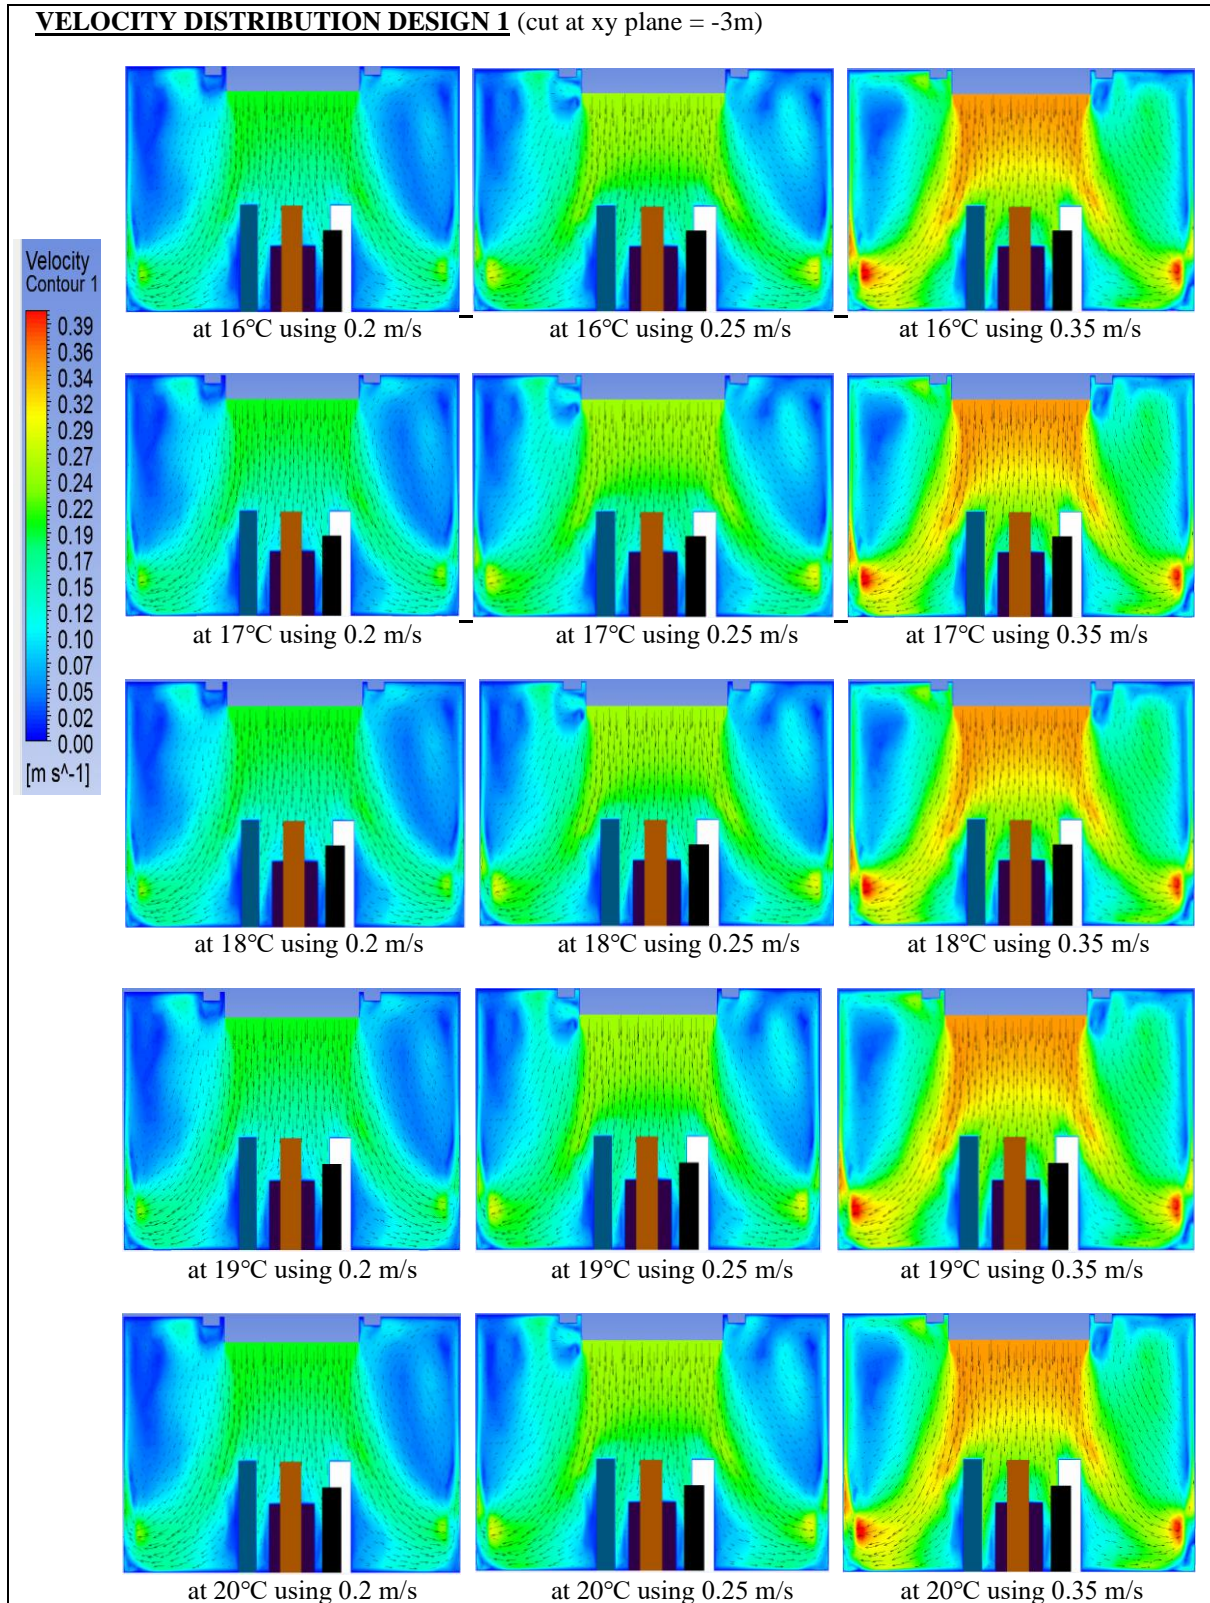 VELOCITY DISTRIBUTION DESIGN 1 (cut at xy plane = -3m)
at 16℃ using 0.2 m/s
at 16℃ using 0.25 m/s
at 16℃ using 0.35 m/s
Velocity
Contour 1
0.39
0.36
0.34
0.32
0.29
0.27
0.24
0.22
0.19
0.17
0.15
0.12
0.10
0.07
0.05
0.02
0.00
[m s^-1]
at 17℃ using 0.2 m/s
at 17℃ using 0.25 m/s
at 17℃ using 0.35 m/s
at 18℃ using 0.2 m/s
at 18℃ using 0.25 m/s
at 18℃ using 0.35 m/s
at 19℃ using 0.2 m/s
at 19℃ using 0.25 m/s
at 19℃ using 0.35 m/s
at 20℃ using 0.2 m/s
at 20℃ using 0.25 m/s
at 20℃ using 0.35 m/s